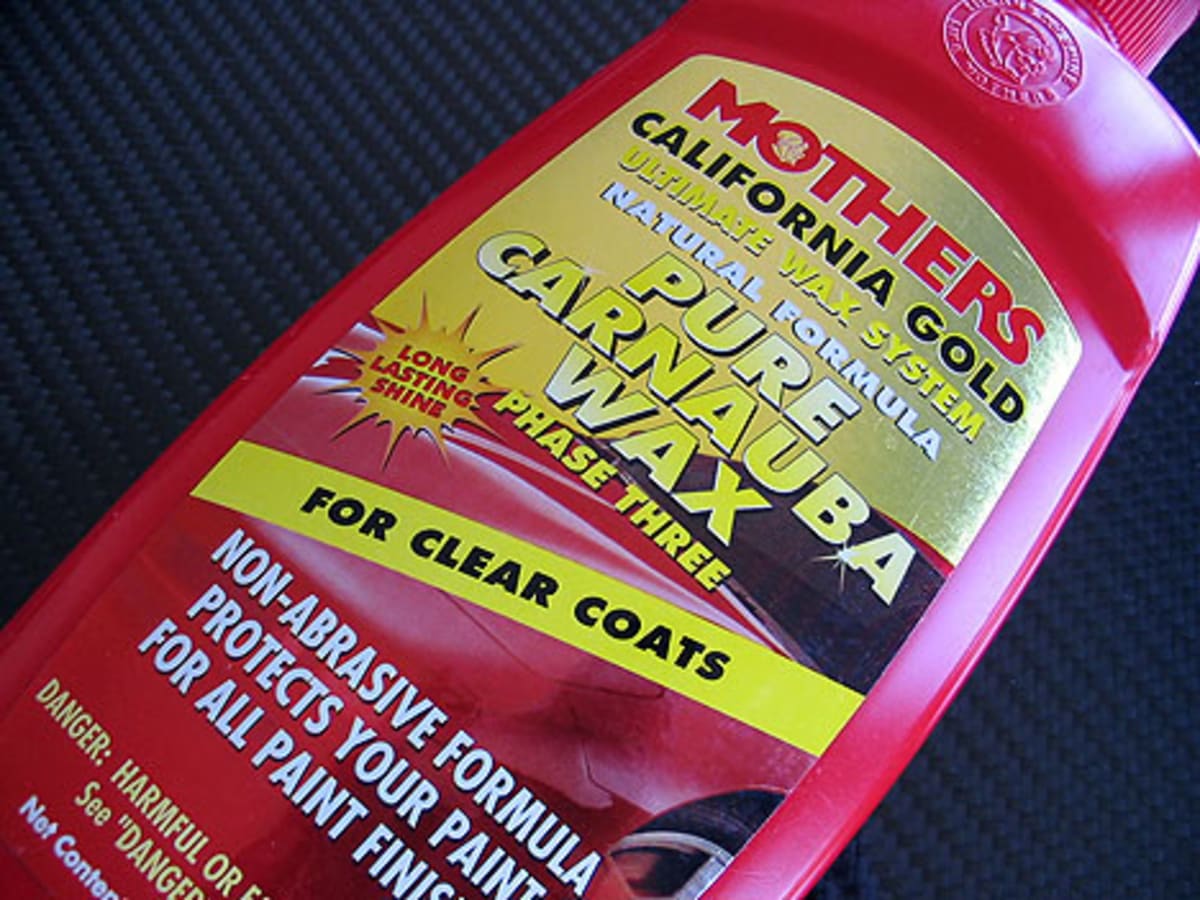 MOTHERS
CALIFORNIA GOLD
ULTIMATE WAX SYSTEM
NATURAL FORMULA
PURE
CARNAUBA
WAX
PHASE THREE
LONG
LASTING
SHINE
FOR CLEAR COATS
NON-ABRASIVE FORMULA
PROTECTS YOUR PAINT
FOR ALL PAINT
DANGER: HARMFUL OR
See "DANGER
Net